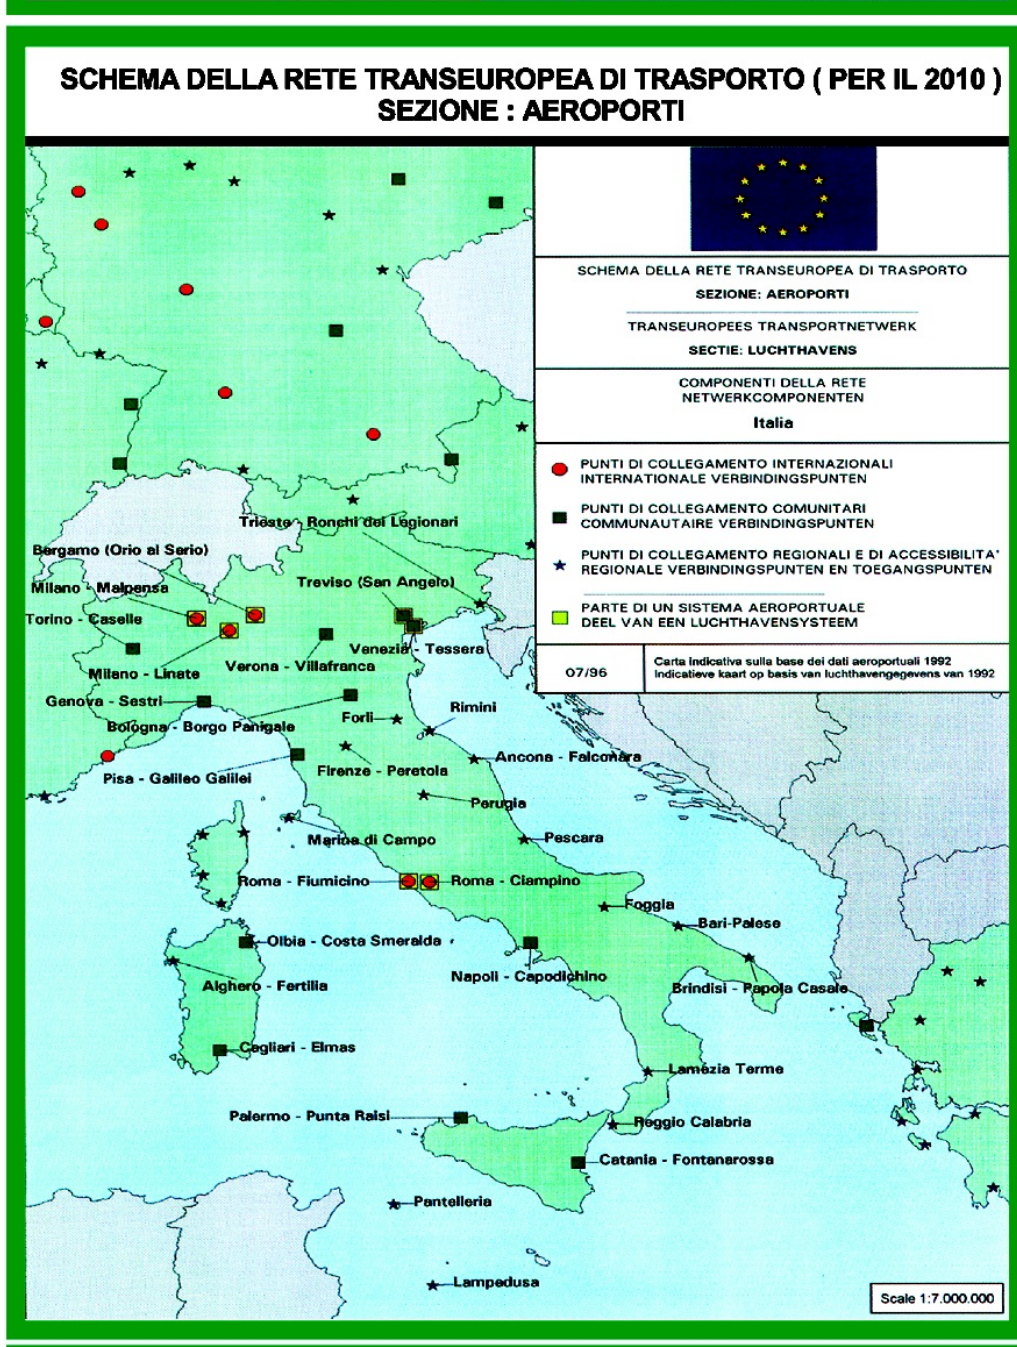 SCHEMA DELLA RETE TRANSEUROPEA DI TRASPORTO ( PER IL 2010 )
SEZIONE : AEROPORTI
SCHEMA DELLA RETE TRANSEUROPEA DI TRASPORTO
SEZIONE: AEROPORTI
TRANSEUROPEES TRANSPORTNETWERK
SECTIE: LUCHTHAVENS
COMPONENTI DELLA RETE
NETWERKCOMPONENTEN
Italia
PUNTI DI COLLEGAMENTO INTERNAZIONALI
INTERNATIONALE VERBINDINGSPUNTEN
PUNTI DI COLLEGAMENTO COMUNITARI
COMMUNAUTAIRE VERBINDINGSPUNTEN
PUNTI DI COLLEGAMENTO REGIONALI E DI ACCESSIBILITA'
REGIONALE VERBINDINGSPUNTEN EN TOEGANGSPUNTEN
PARTE DI UN SISTEMA AEROPORTUALE
DEEL VAN EEN LUCHTHAVENSYSTEEM
07/96
Carta indicativa sulla base dei dati aeroportuali 1992
Indicatieve kaart op basis van luchthavengegevens van 1992
Trieste - Ronchi dei Legionari
Bergamo (Orio al Serio)
Milano - Malpensa
Treviso (San Angelo)
Torino - Caselle
Venezia - Tessera
Verona - Villafranca
Milano - Linate
Genova - Sestri
Bologna - Borgo Panigale
Forli
Rimini
Ancona - Falconara
Firenze - Peretola
Pisa - Galileo Galilei
Perugia
Marina di Campo
Pescara
Roma - Fiumicino
Roma - Ciampino
Foggia
Bari-Palese
Olbia - Costa Smeralda
Napoli - Capodichino
Alghero - Fertilia
Brindisi - Papola Casale
Cagliari - Elmas
Lamezia Terme
Palermo - Punta Raisi
Reggio Calabria
Catania - Fontanarossa
Pantelleria
Lampedusa
Scale 1:7.000.000